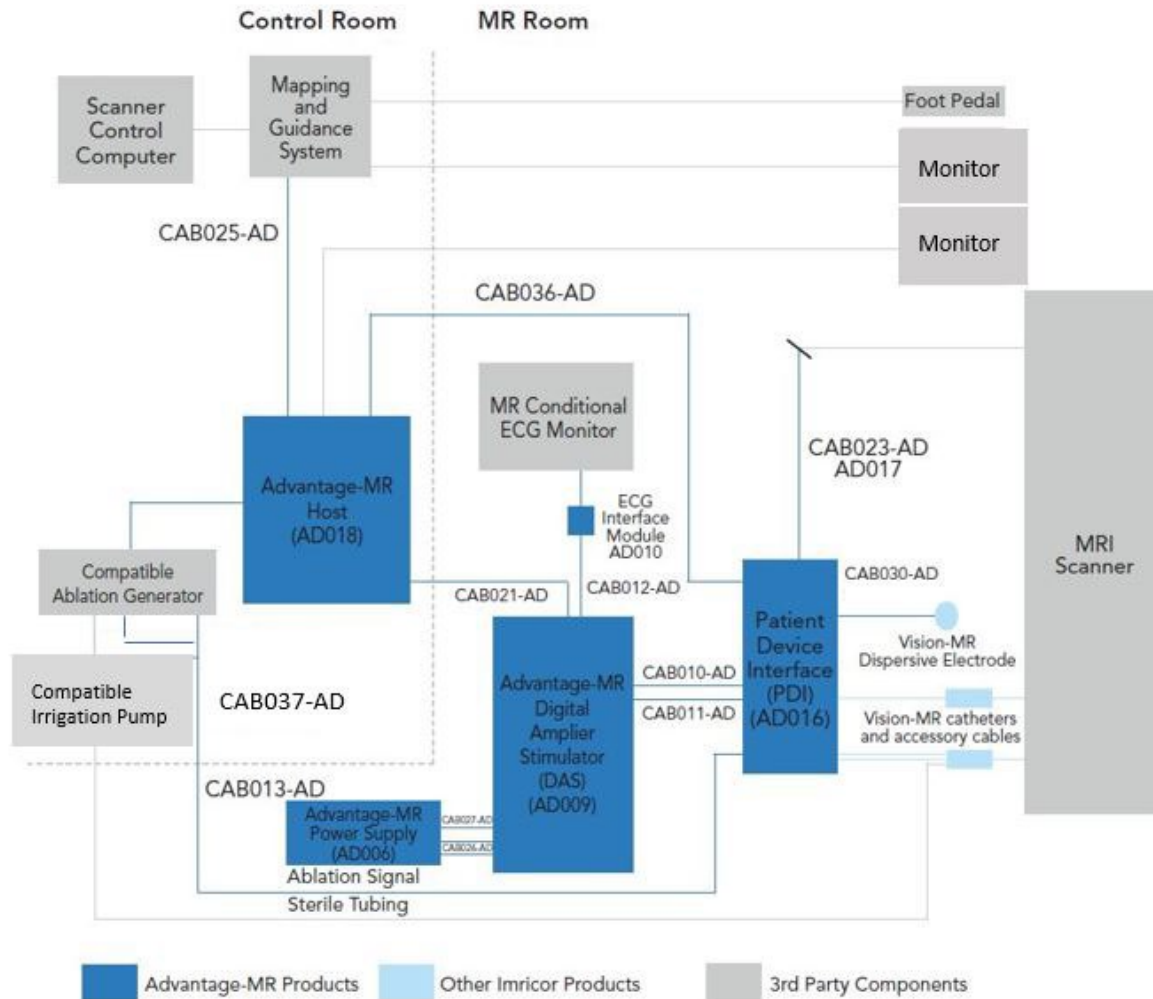 Control Room
MR Room
Scanner
Control
Computer
Mapping
and
Guidance
System
Foot Pedal
Monitor
Monitor
CAB025-AD
CAB036-AD
MR Conditional
ECG Monitor
CAB023-AD
AD017
Advantage-MR
Host
(AD018)
ECG
Interface
Module
AD010
MRI
Scanner
Compatible
Ablation Generator
CAB021-AD
CAB012-AD
CAB030-AD
Patient
Device
Interface
(PDI)
(AD016)
Vision-MR
Dispersive Electrode
Compatible
Irrigation Pump
CAB037-AD
Advantage-MR
Digital
Amplier
Stimulator
(DAS)
(AD009)
CAB010-AD
CAB011-AD
Vision-MR catheters
and accessory cables
CAB013-AD
Advantage-MR
Power Supply
(AD006)
CAB027-AD
CAB026-AD
Ablation Signal
Sterile Tubing
Advantage-MR Products
Other Imricor Products
3rd Party Components